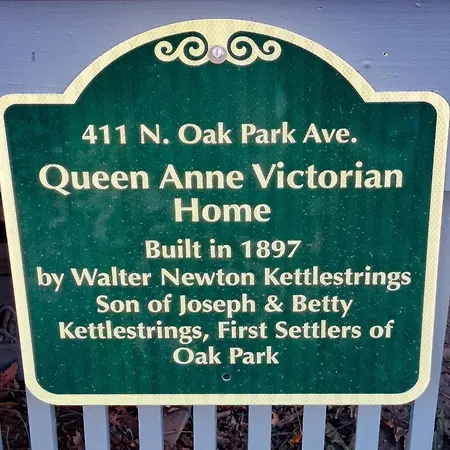 411 N. Oak Park Ave.
Queen Anne Victorian
Home
Built in 1897
by Walter Newton Kettlestrings
Son of Joseph & Betty
Kettlestrings, First Settlers of
Oak Park